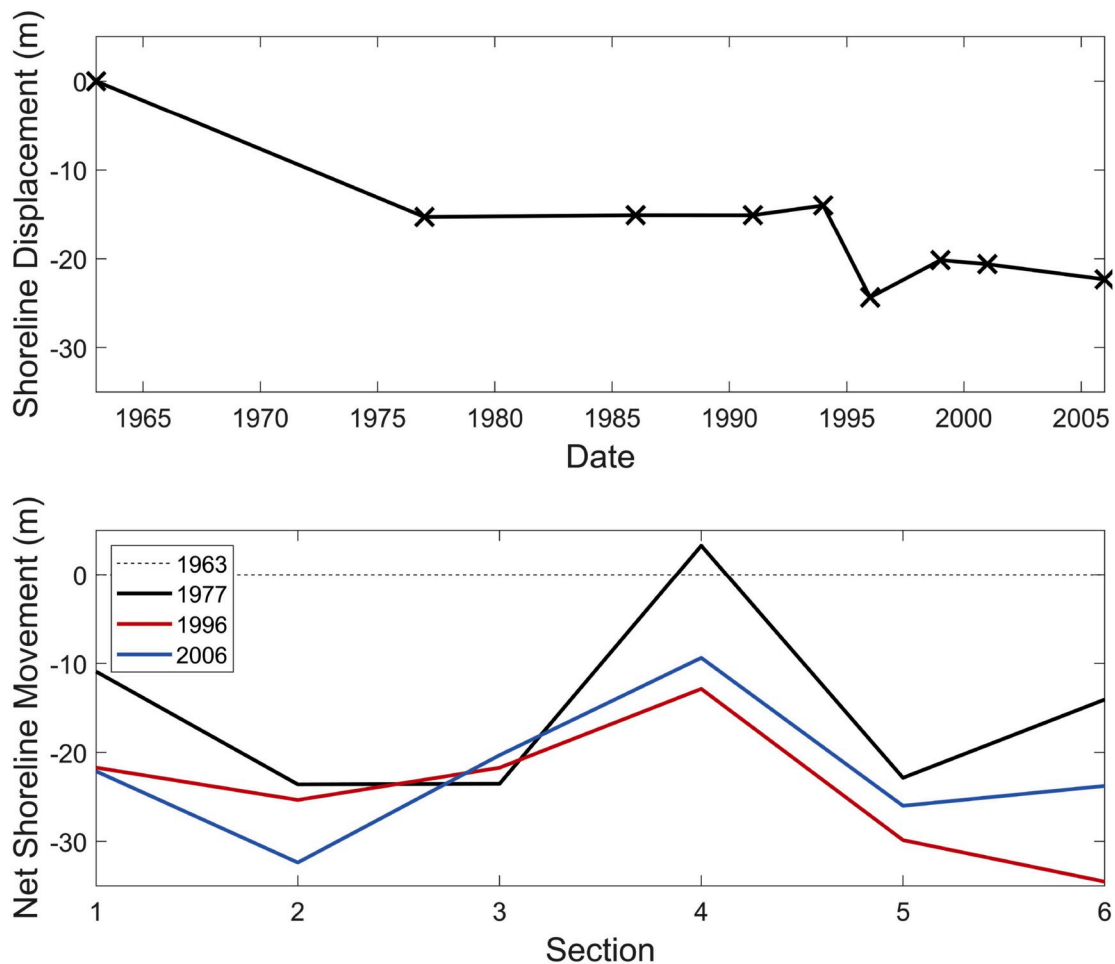 Shoreline Displacement (m)
0
-10
-20
-30
1965 1970 1975 1980 1985 1990 1995 2000 2005
Date
Net Shoreline Movement (m)
0
-10
-20
-30
1963
1977
1996
2006
1 2 3 4 5 6
Section